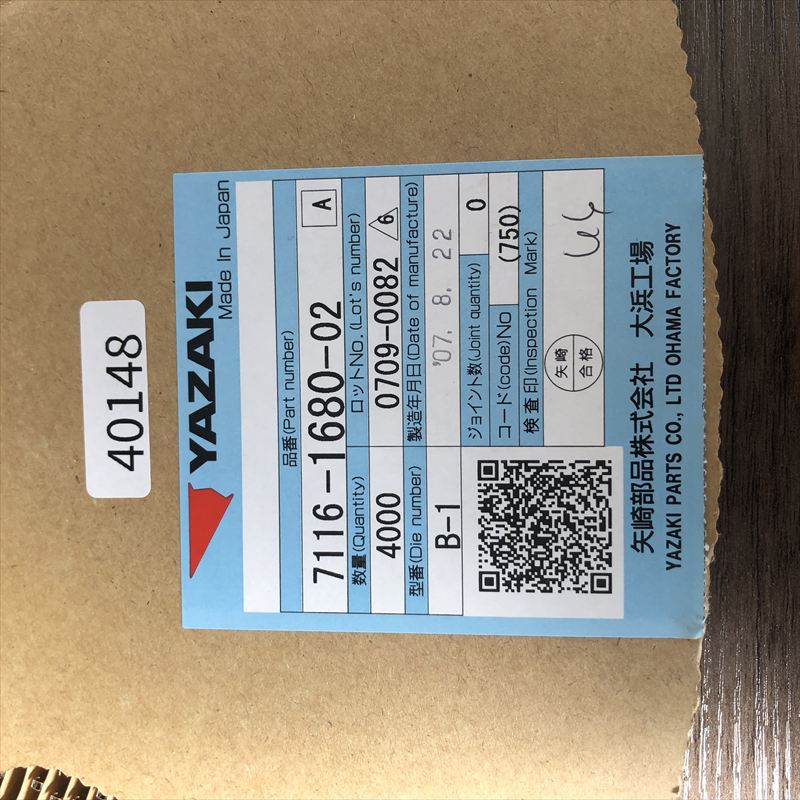 40148
YAZAKI
Made In Japan
品番(Part number)
7116-1680-02 A
数量(Quantity) ロットNo.(Lot's number)
4000 0709-0082 6
型番(Die number) 製造年月日(Date of manufacture)
B-1 '07. 8. 22
ジョイント数(Joint quantity) 0
コード(code)No (750)
検査印(Inspection Mark)
矢崎
合格
矢崎部品株式会社 大浜工場
YAZAKI PARTS CO., LTD OHAMA FACTORY